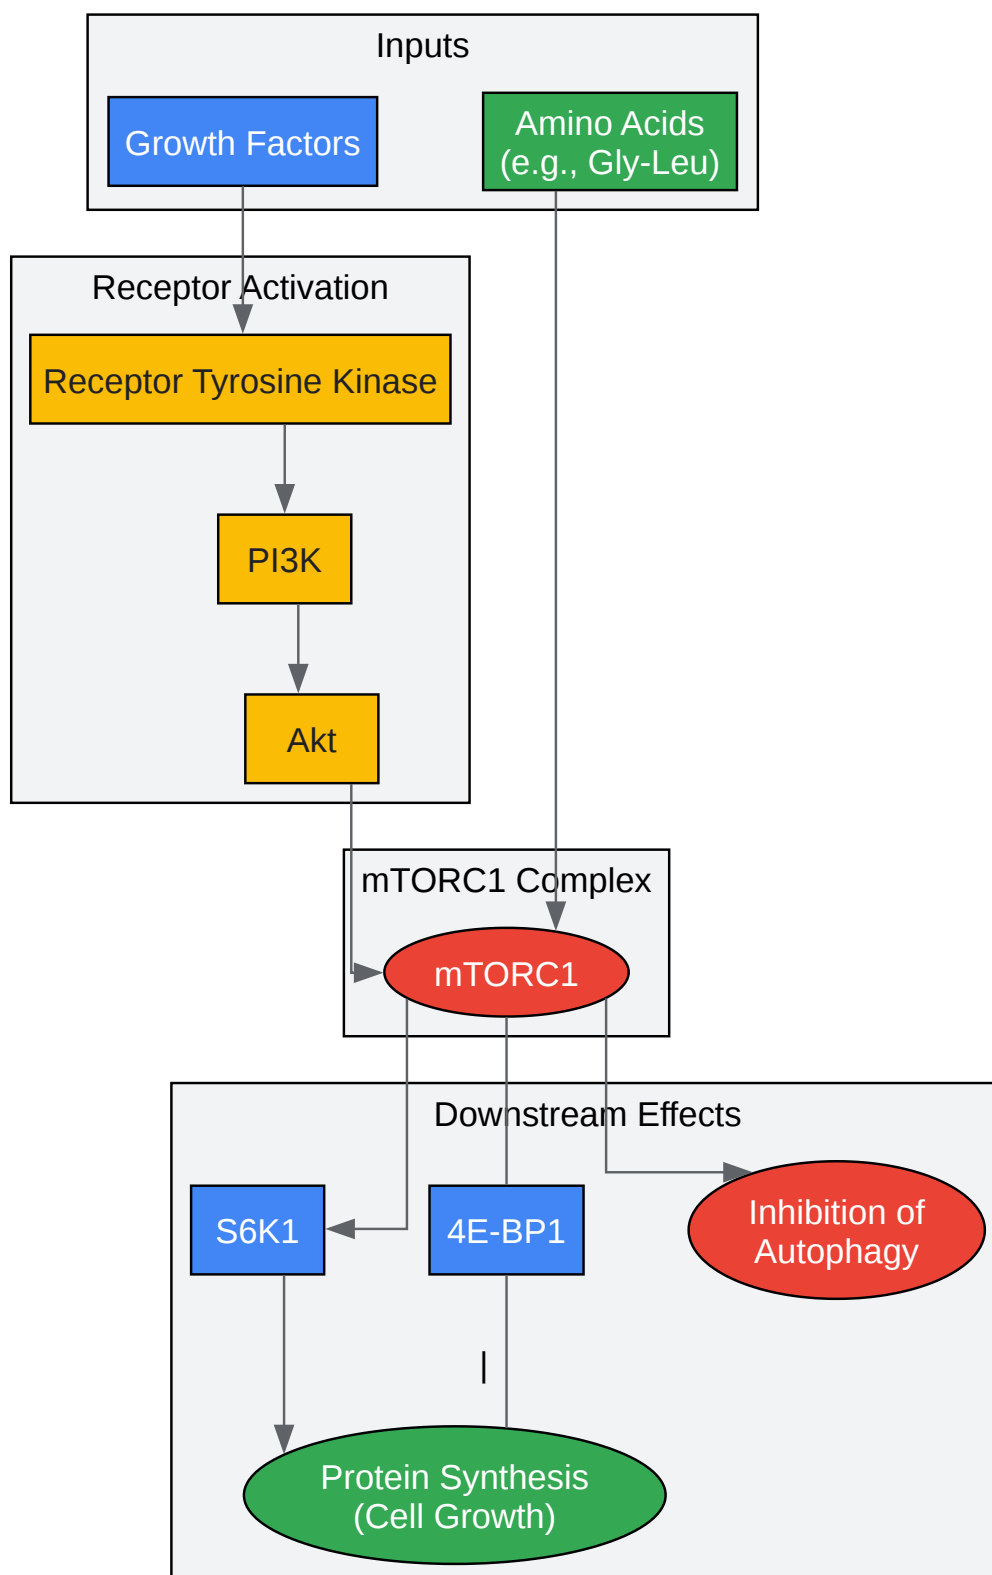 Inputs
Growth Factors
Amino Acids
(e.g., Gly-Leu)
Receptor Activation
Receptor Tyrosine Kinase
PI3K
Akt
mTORC1 Complex
mTORC1
Downstream Effects
S6K1
4E-BP1
Inhibition of
Autophagy
|
Protein Synthesis
(Cell Growth)